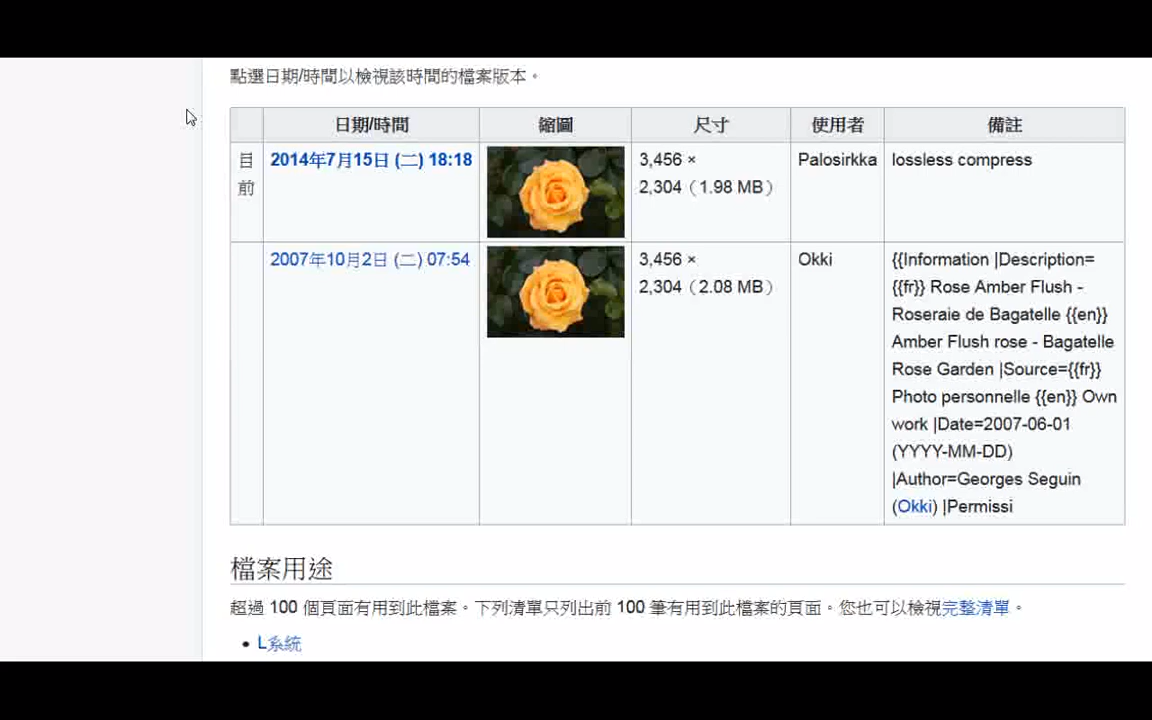 點選日期/時間以檢視該時間的檔案版本。
日期/時間 縮圖 尺寸 使用者 備註
目前 2014年7月15日 (二) 18:18 3,456 × 2,304（1.98 MB） Palosirkka lossless compress
2007年10月2日 (二) 07:54 3,456 × 2,304（2.08 MB） Okki {{Information |Description=
{{fr}} Rose Amber Flush -
Roseraie de Bagatelle {{en}}
Amber Flush rose - Bagatelle
Rose Garden |Source={{fr}}
Photo personnelle {{en}} Own
work |Date=2007-06-01
(YYYY-MM-DD)
|Author=Georges Seguin
(Okki) |Permissi
檔案用途
超過 100 個頁面有用到此檔案。下列清單只列出前 100 筆有用到此檔案的頁面。您也可以檢視完整清單。
• L系統